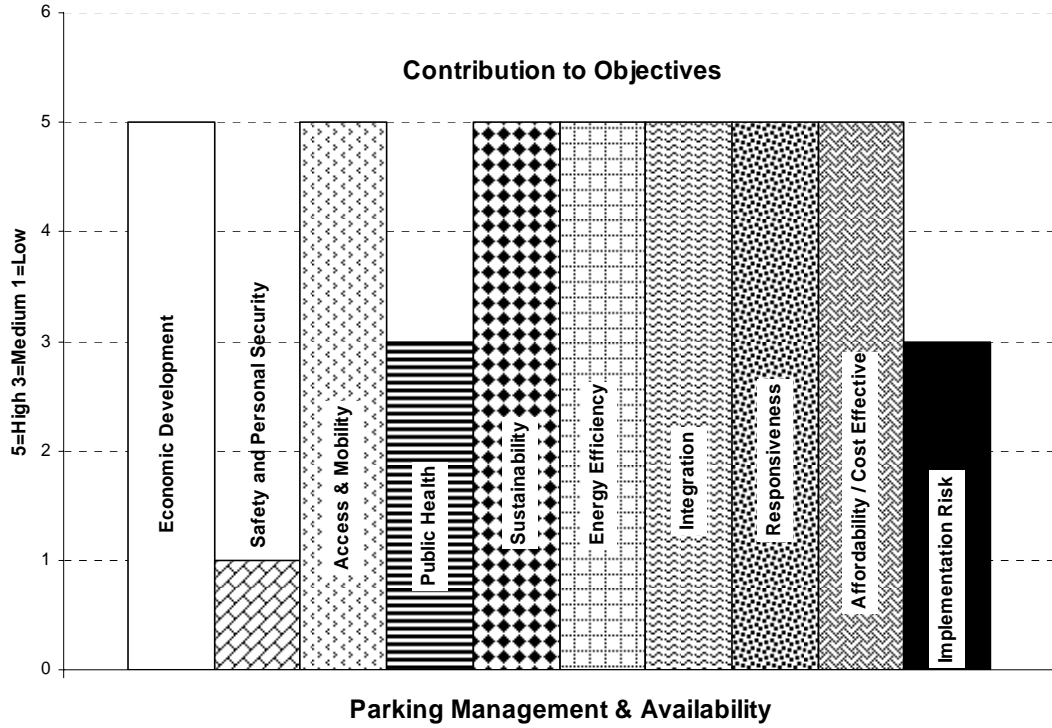 6
Contribution to Objectives
5
4
3
2
1
0
5=High 3=Medium 1=Low
Economic Development
Safety and Personal Security
Access & Mobility
Public Health
Sustainability
Energy Efficiency
Integration
Responsiveness
Affordability / Cost Effective
Implementation Risk
Parking Management & Availability